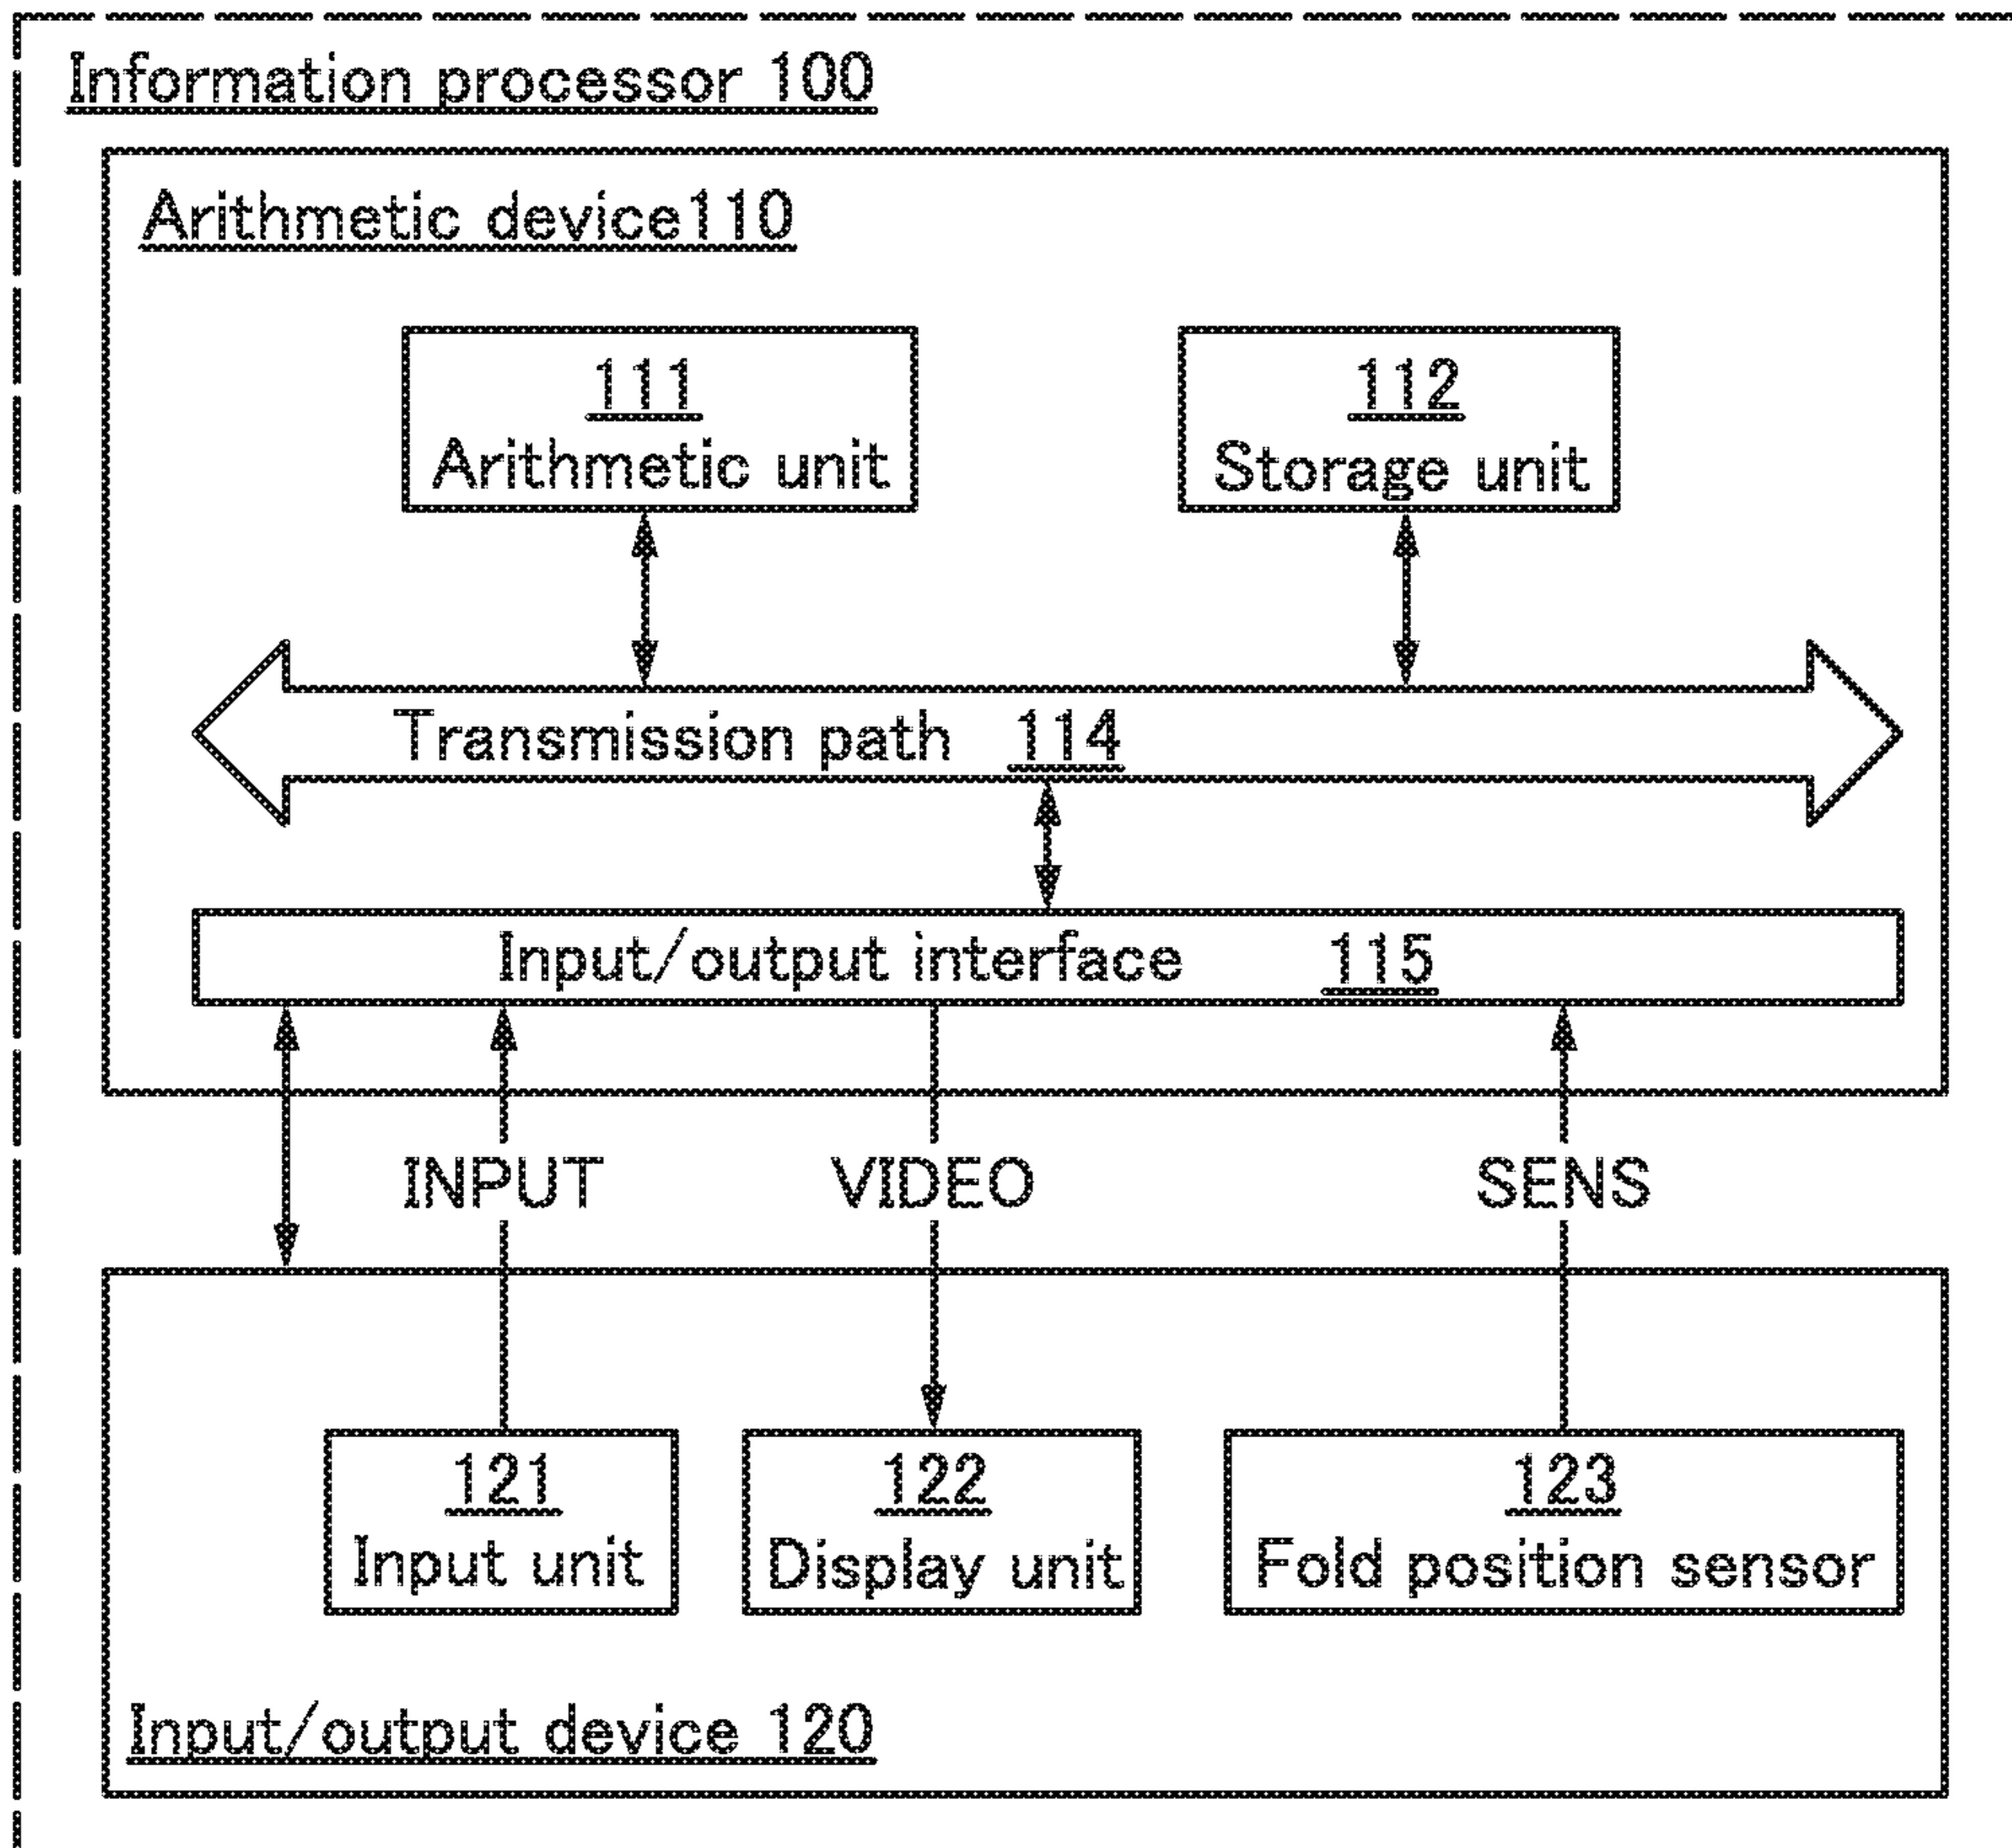 Information processor 100
Arithmetic device110
111
Arithmetic unit
112
Storage unit
Transmission path 114
Input/output interface 115
INPUT
VIDEO
SENS
121
Input unit
122
Display unit
123
Fold position sensor
Input/output device 120